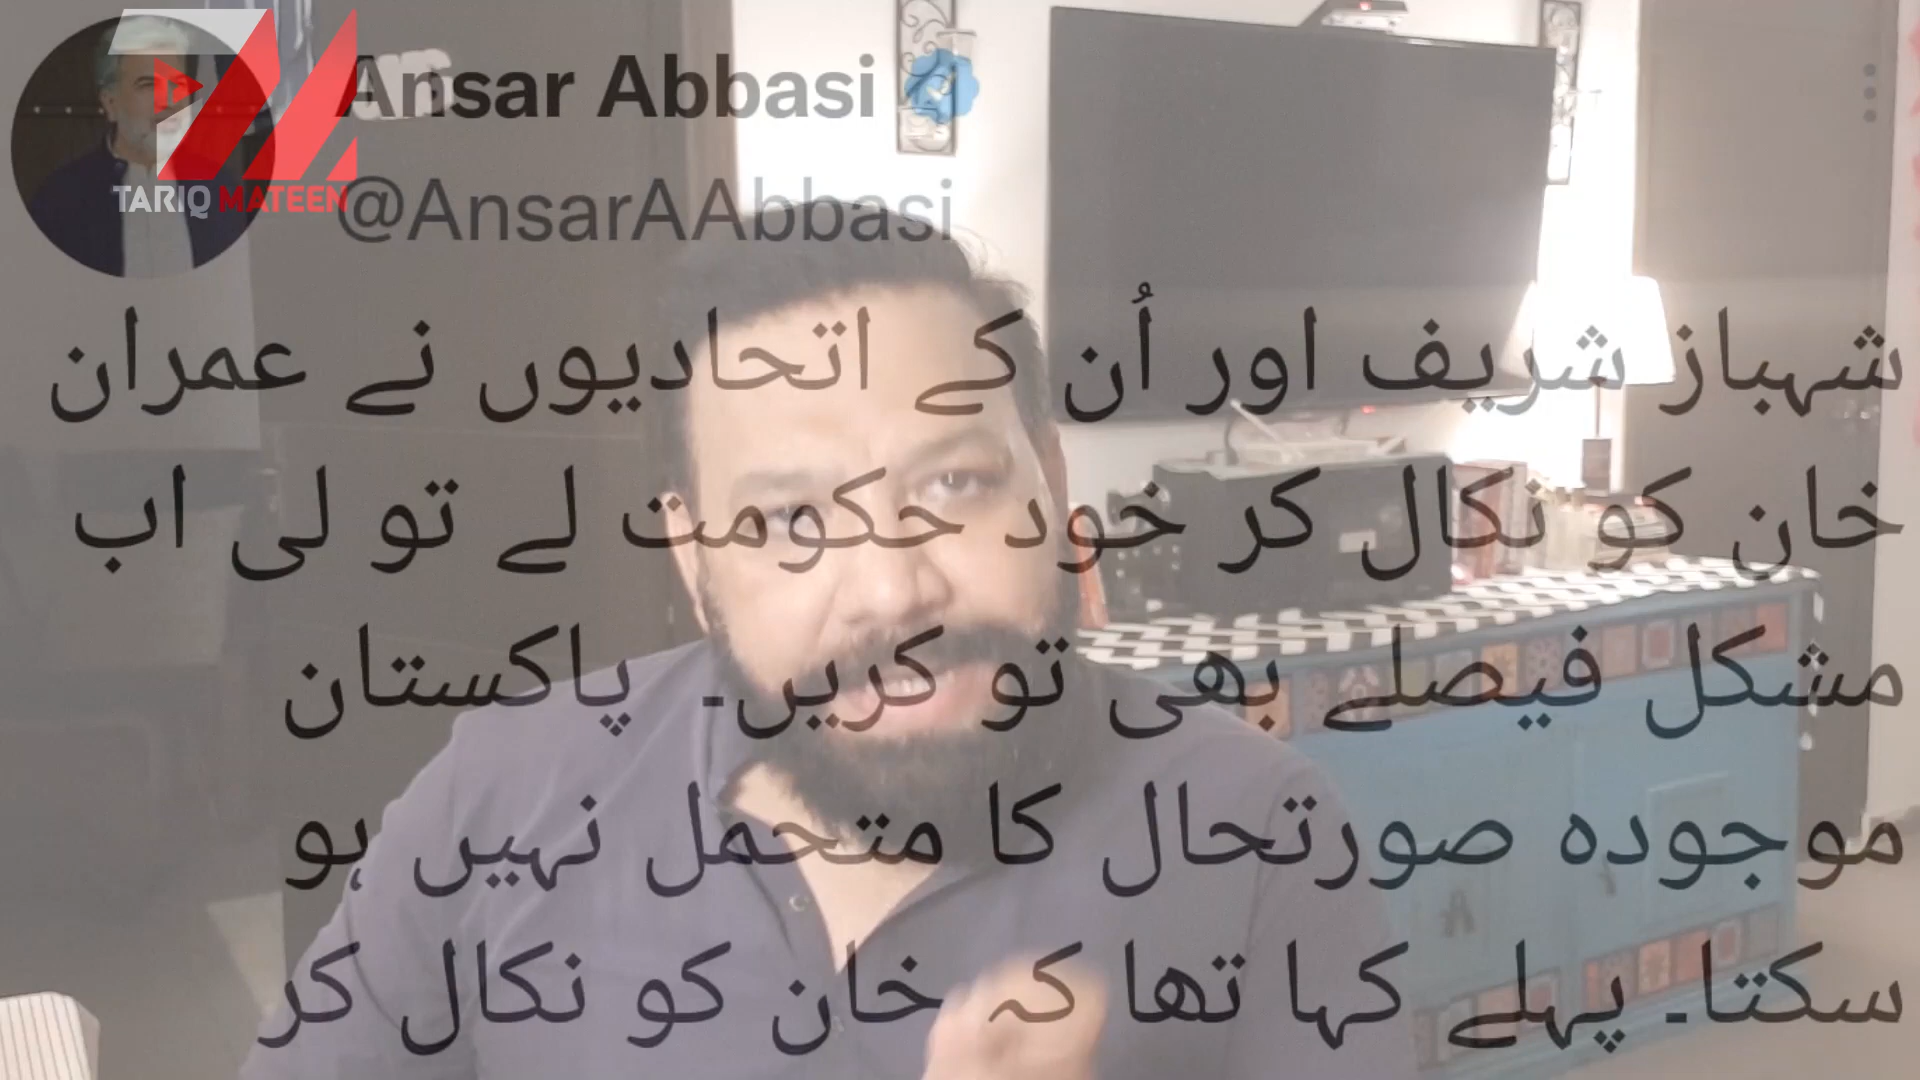 TARIQ MATEEN
Ansar Abbasi
@AnsarAAbbasi
شہباز شریف اور اُن کے اتحادیوں نے عمران
خان کو نکال کر خود حکومت لے تو لی اب
مشکل فیصلے بھی تو کریں۔ پاکستان
موجودہ صورتحال کا متحمل نہیں ہو
سکتا۔ پہلے کہا تھا کہ خان کو نکال کر